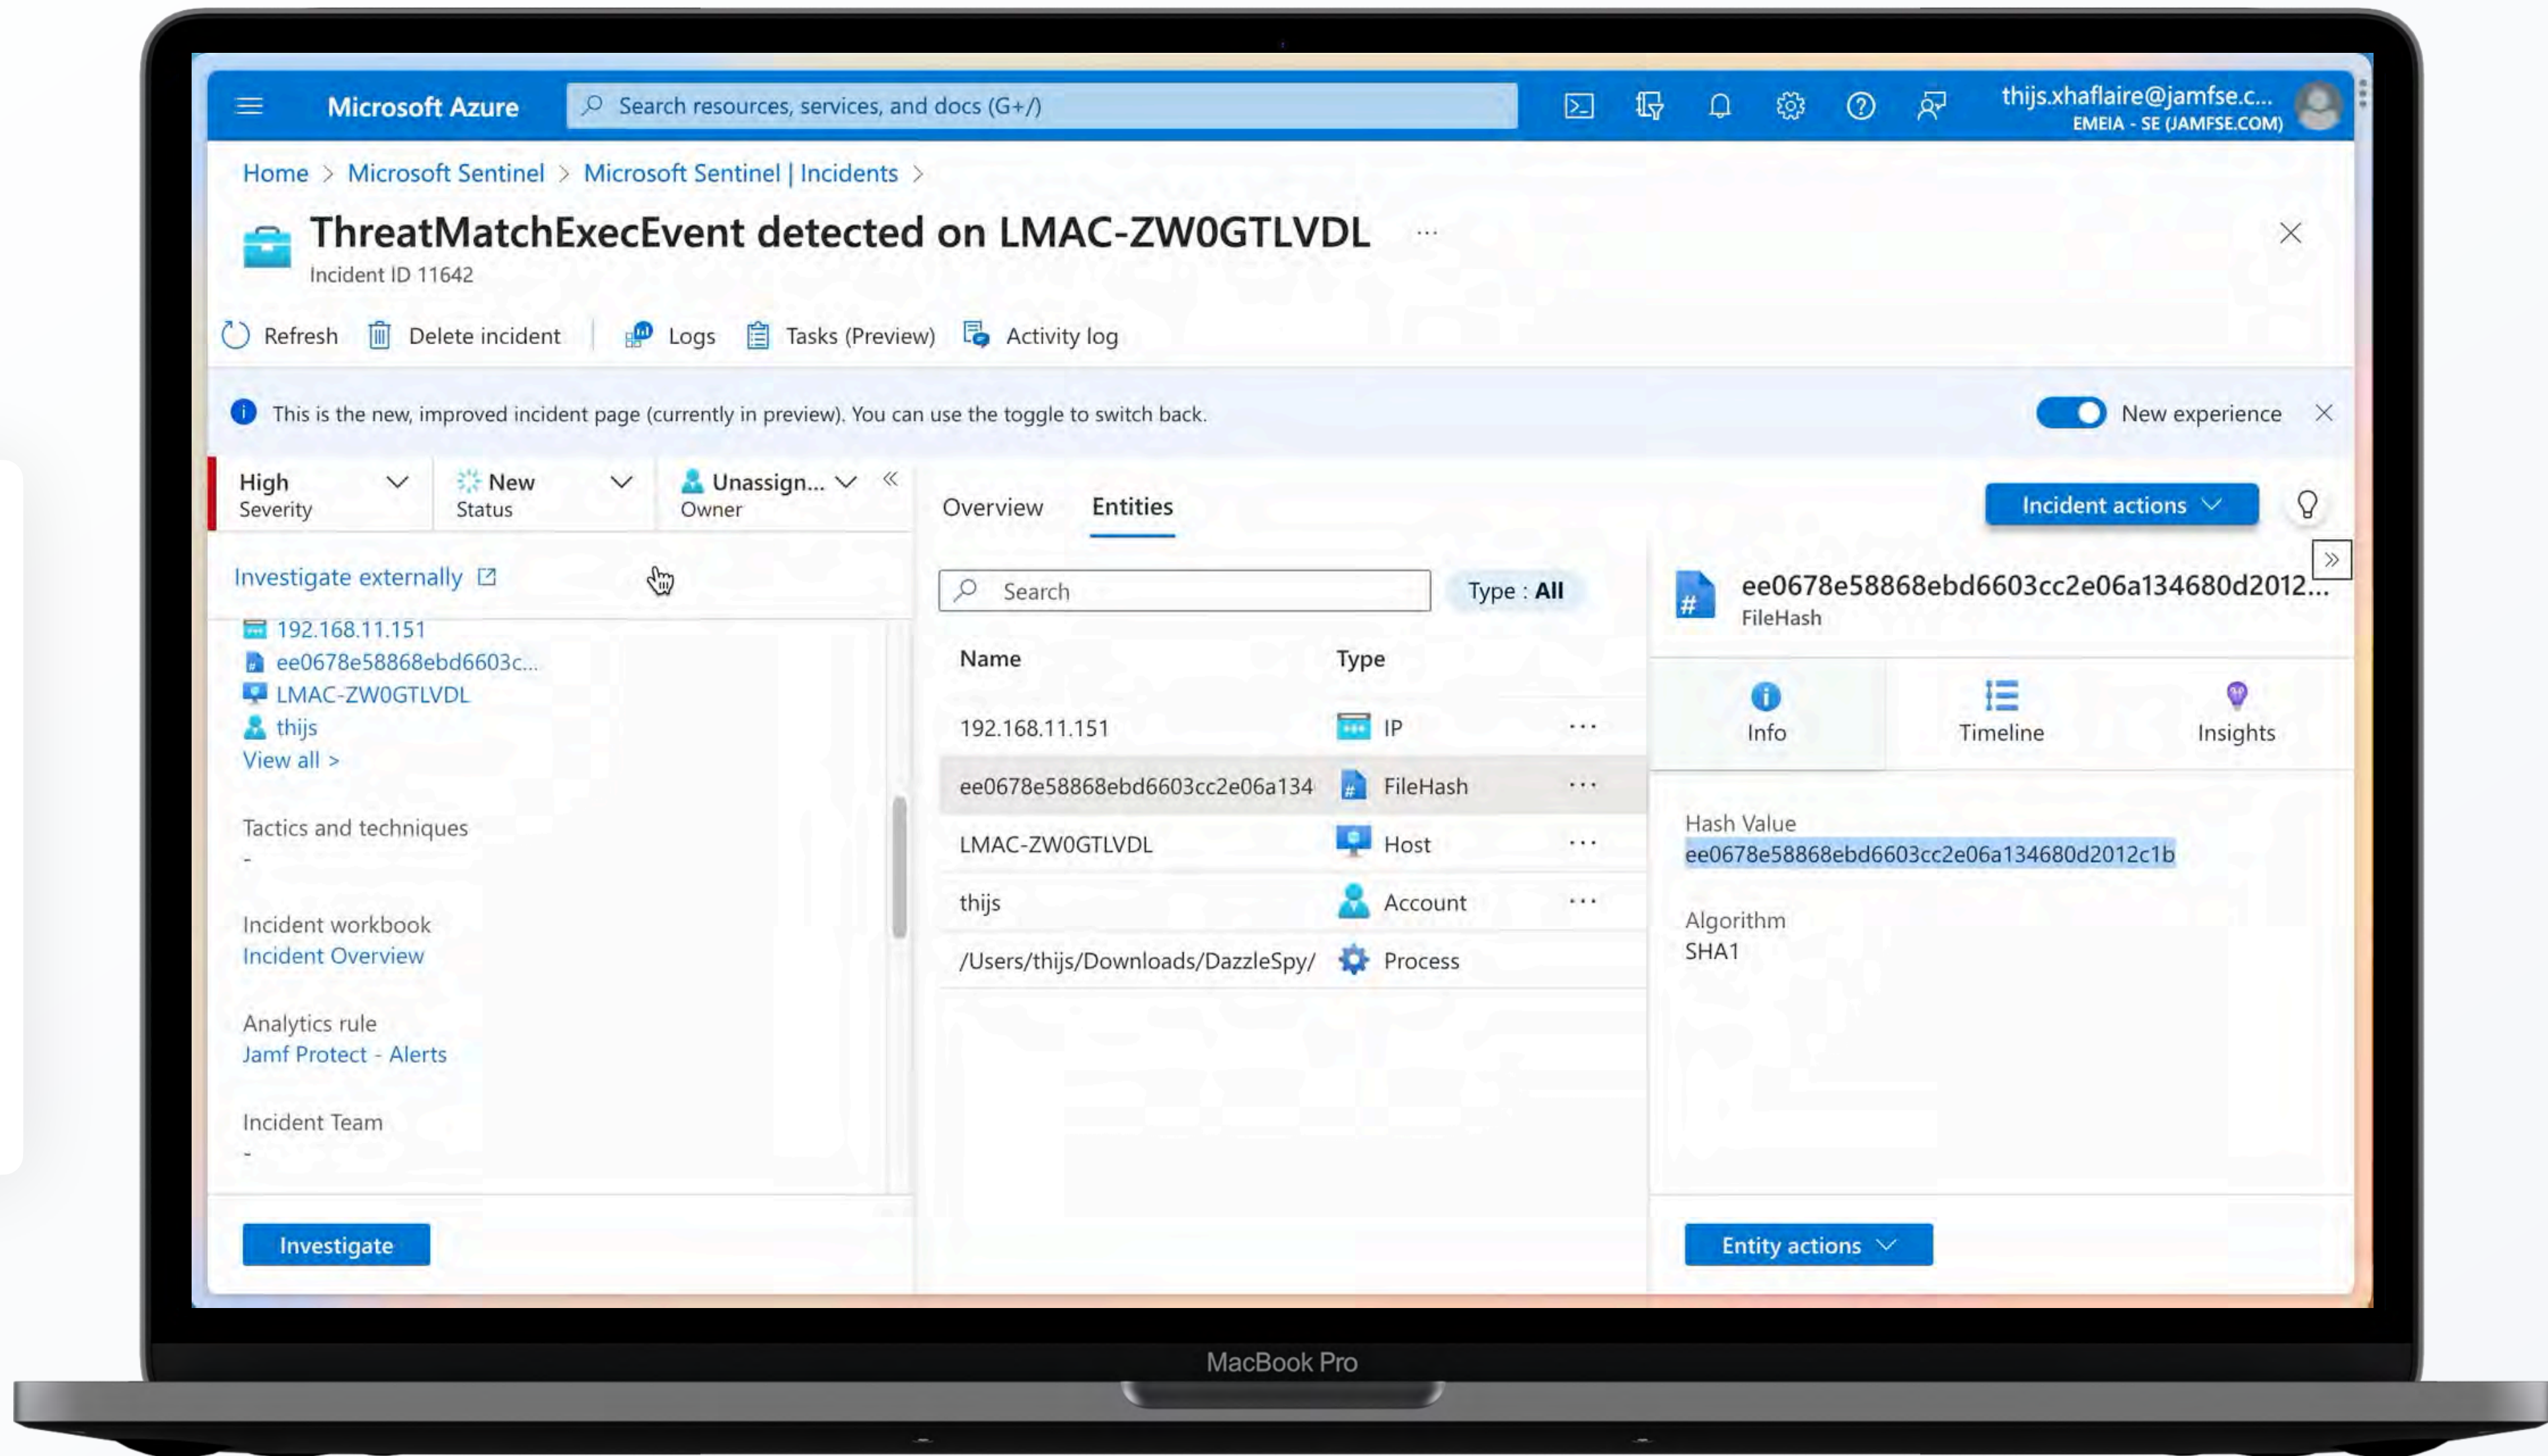 Microsoft Azure
Search resources, services, and docs (G+/)
thijs.xhaflaire@jamfse.c...
EMEIA - SE (JAMFSE.COM)
Home > Microsoft Sentinel > Microsoft Sentinel | Incidents >
ThreatMatchExecEvent detected on LMAC-ZW0GTLVDL ...
Incident ID 11642
Refresh Delete incident Logs Tasks (Preview) Activity log
This is the new, improved incident page (currently in preview). You can use the toggle to switch back.
New experience
High
Severity
New
Status
Unassign...
Owner
Investigate externally
192.168.11.151
ee0678e58868ebd6603c...
LMAC-ZW0GTLVDL
thijs
View all >
Tactics and techniques
-
Incident workbook
Incident Overview
Analytics rule
Jamf Protect - Alerts
Incident Team
-
Investigate
Overview Entities
Incident actions
Search
Type : All
Name Type
192.168.11.151 IP ...
ee0678e58868ebd6603cc2e06a134 FileHash ...
LMAC-ZW0GTLVDL Host ...
thijs Account ...
/Users/thijs/Downloads/DazzleSpy/ Process
ee0678e58868ebd6603cc2e06a134680d2012...
FileHash
Info Timeline Insights
Hash Value
ee0678e58868ebd6603cc2e06a134680d2012c1b
Algorithm
SHA1
Entity actions
MacBook Pro